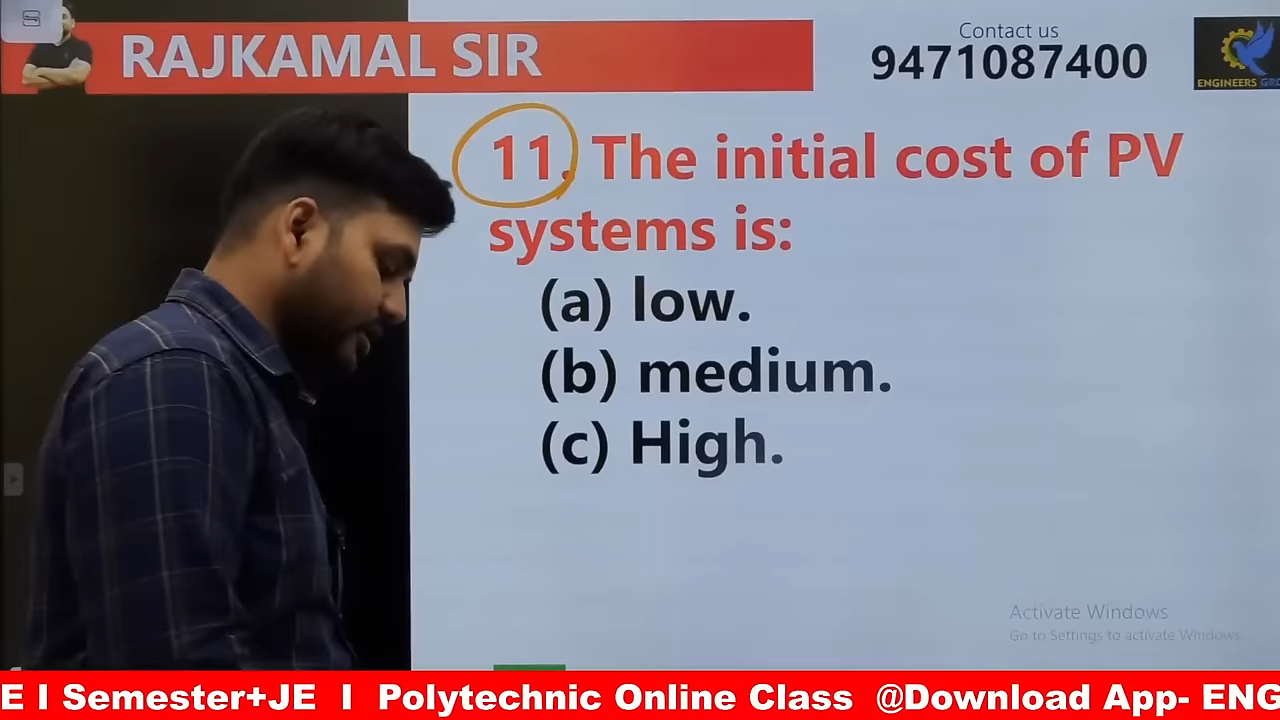 RAJKAMAL SIR
Contact us
9471087400
ENGINEERS GRO
11. The initial cost of PV
systems is:
(a) low.
(b) medium.
(c) High.
Activate Windows
Go to Settings to activate Windows.
E I Semester+JE I Polytechnic Online Class @Download App- ENG